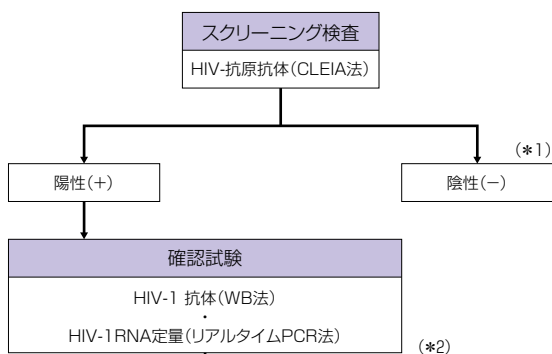 スクリーニング検査
HIV-抗原抗体（CLEIA法）
（＊1）
陽性（＋）
陰性（－）
確認試験
HIV-1 抗体（WB法）
・
HIV-1RNA定量（リアルタイムPCR法）
（＊2）